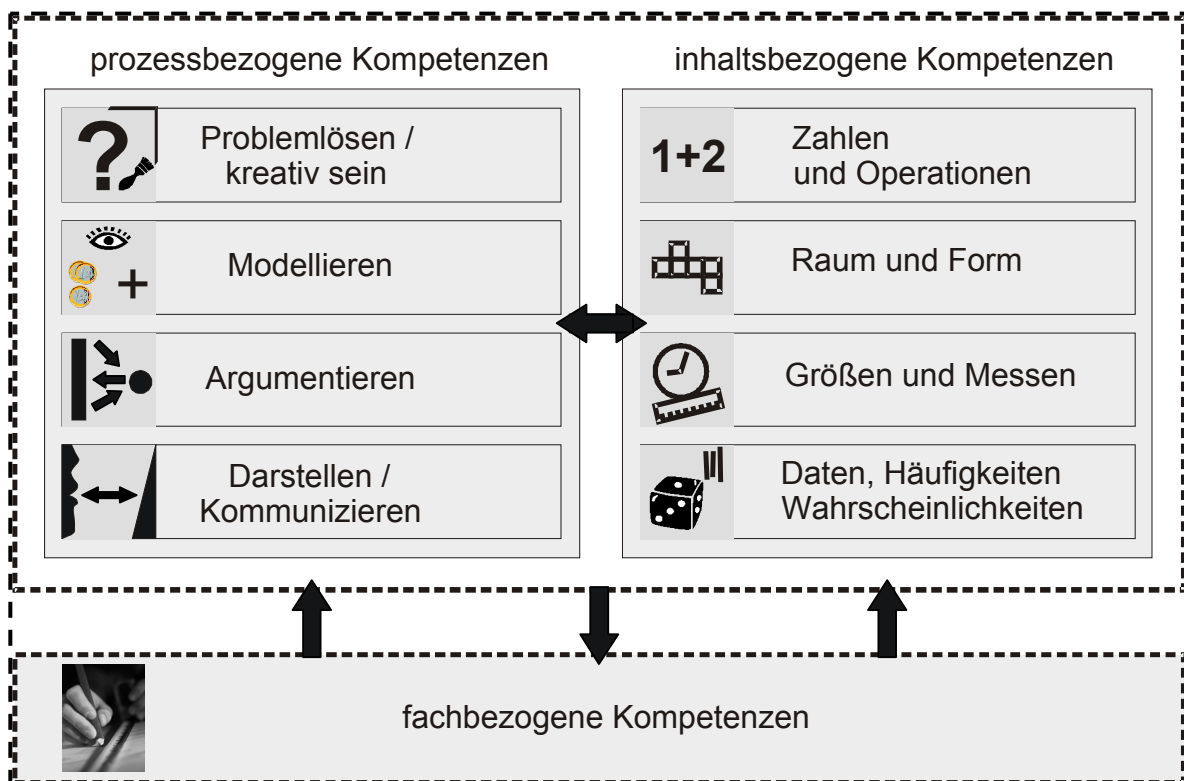 prozessbezogene Kompetenzen
Problemlösen /
kreativ sein
Modellieren
Argumentieren
Darstellen /
Kommunizieren
inhaltsbezogene Kompetenzen
1+2
Zahlen
und Operationen
Raum und Form
Größen und Messen
Daten, Häufigkeiten
Wahrscheinlichkeiten
fachbezogene Kompetenzen